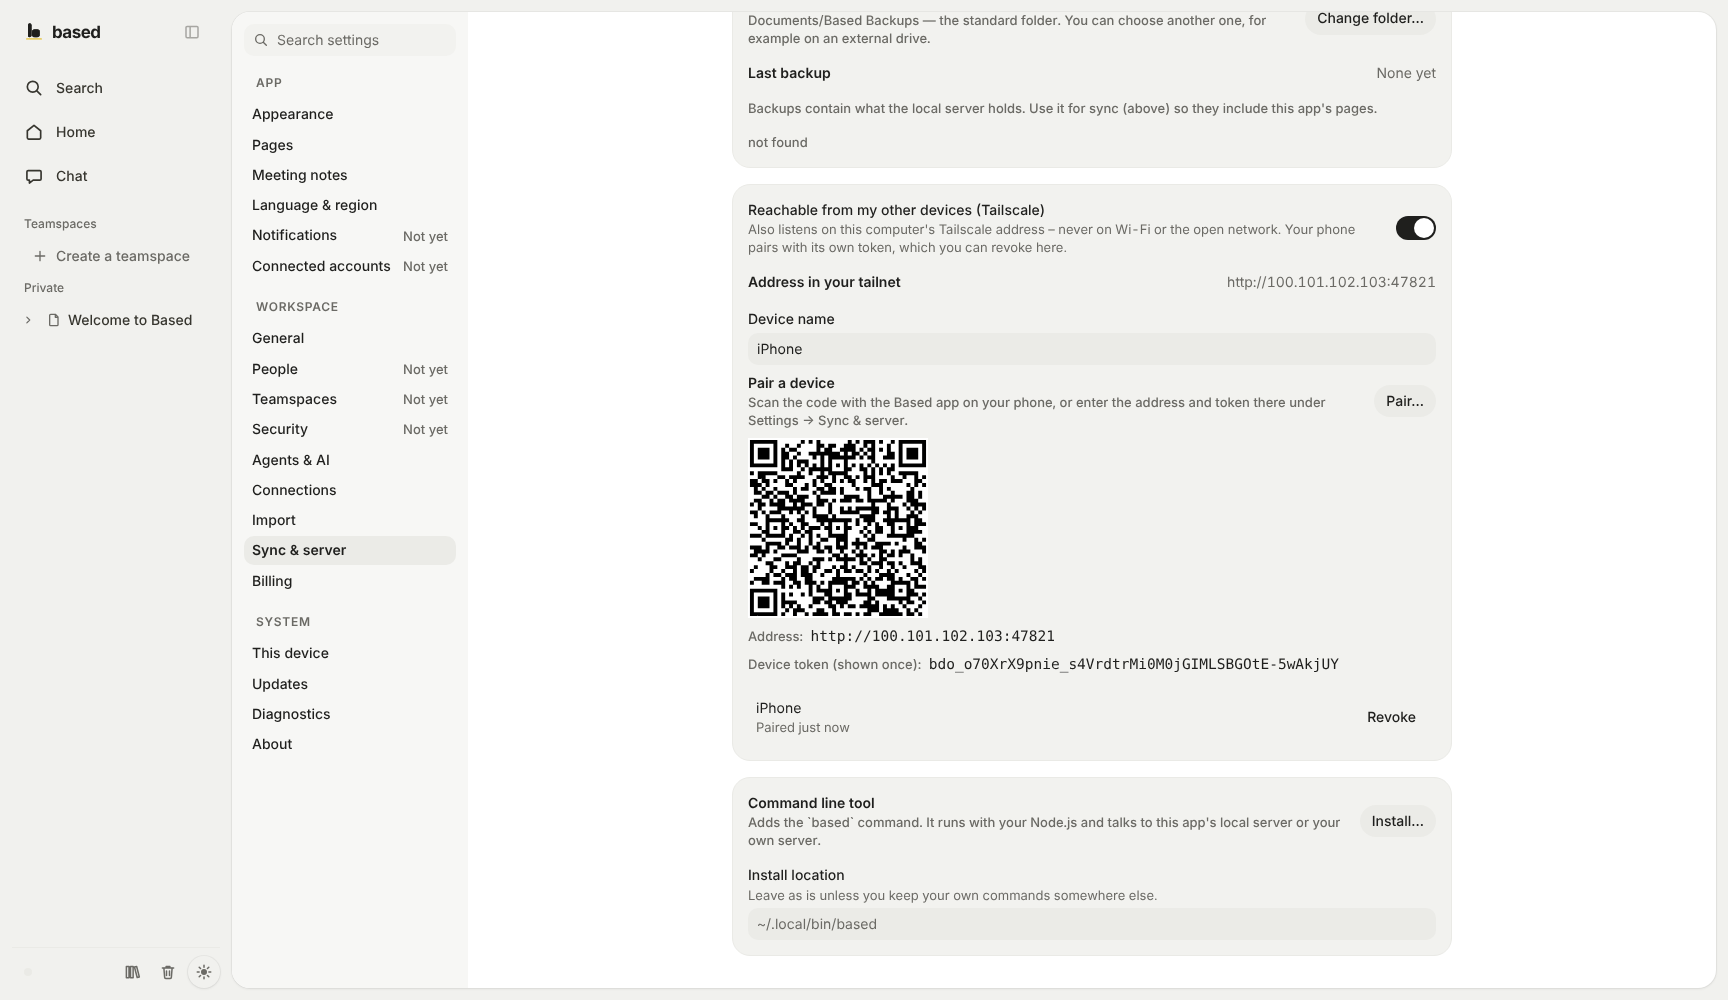 based
Search
Home
Chat
Teamspaces
Create a teamspace
Private
Welcome to Based
Search settings
APP
Appearance
Pages
Meeting notes
Language & region
Notifications Not yet
Connected accounts Not yet
WORKSPACE
General
People Not yet
Teamspaces Not yet
Security Not yet
Agents & AI
Connections
Import
Sync & server
Billing
SYSTEM
This device
Updates
Diagnostics
About
Documents/Based Backups — the standard folder. You can choose another one, for
example on an external drive.
Change folder...
Last backup None yet
Backups contain what the local server holds. Use it for sync (above) so they include this app's pages.
not found
Reachable from my other devices (Tailscale)
Also listens on this computer's Tailscale address – never on Wi-Fi or the open network. Your phone
pairs with its own token, which you can revoke here.
Address in your tailnet http://100.101.102.103:47821
Device name
iPhone
Pair a device
Scan the code with the Based app on your phone, or enter the address and token there under
Settings → Sync & server.
Pair...
Address: http://100.101.102.103:47821
Device token (shown once): bdo_o70XrX9pnie_s4VrdtrMi0M0jGIMLSBGOtE-5wAkjUY
iPhone
Paired just now
Revoke
Command line tool
Adds the `based` command. It runs with your Node.js and talks to this app's local server or your
own server.
Install...
Install location
Leave as is unless you keep your own commands somewhere else.
~/.local/bin/based